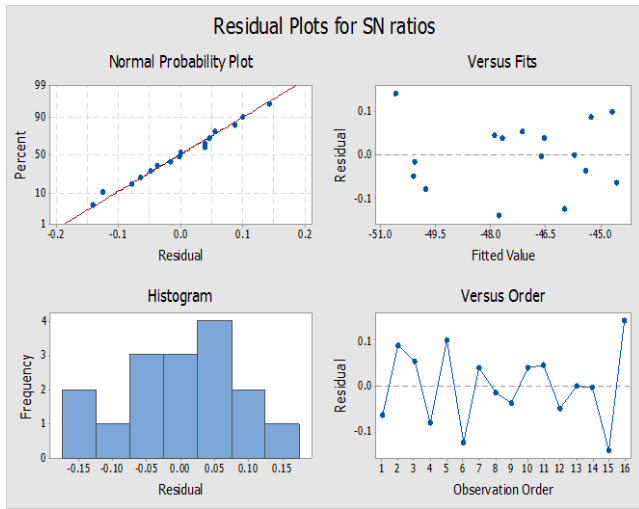 Residual Plots for SN ratios
Normal Probability Plot
Percent
99
90
50
10
1
-0.2 -0.1 0.0 0.1 0.2
Residual
Versus Fits
Residual
0.1
0.0
-0.1
-51.0 -49.5 -48.0 -46.5 -45.0
Fitted Value
Histogram
Frequency
4
3
2
1
0
-0.15 -0.10 -0.05 0.00 0.05 0.10 0.15
Residual
Versus Order
Residual
0.1
0.0
-0.1
1 2 3 4 5 6 7 8 9 10 11 12 13 14 15 16
Observation Order